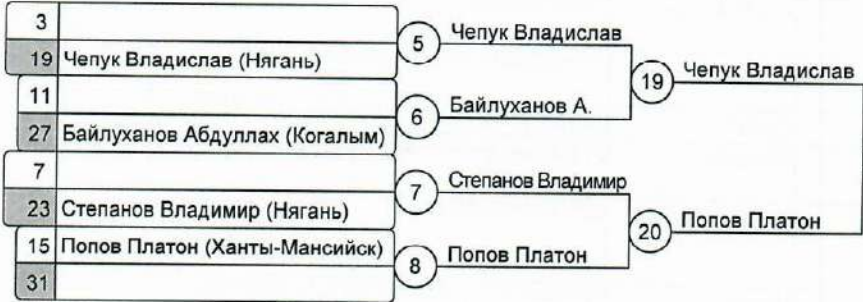 3
19 Чепук Владислав (Нягань)
5 Чепук Владислав
11
27 Байлуханов Абдуллах (Когалым)
6 Байлуханов А.
19 Чепук Владислав
7
23 Степанов Владимир (Нягань)
7 Степанов Владимир
15 Попов Платон (Ханты-Мансийск)
31
8 Попов Платон
20 Попов Платон